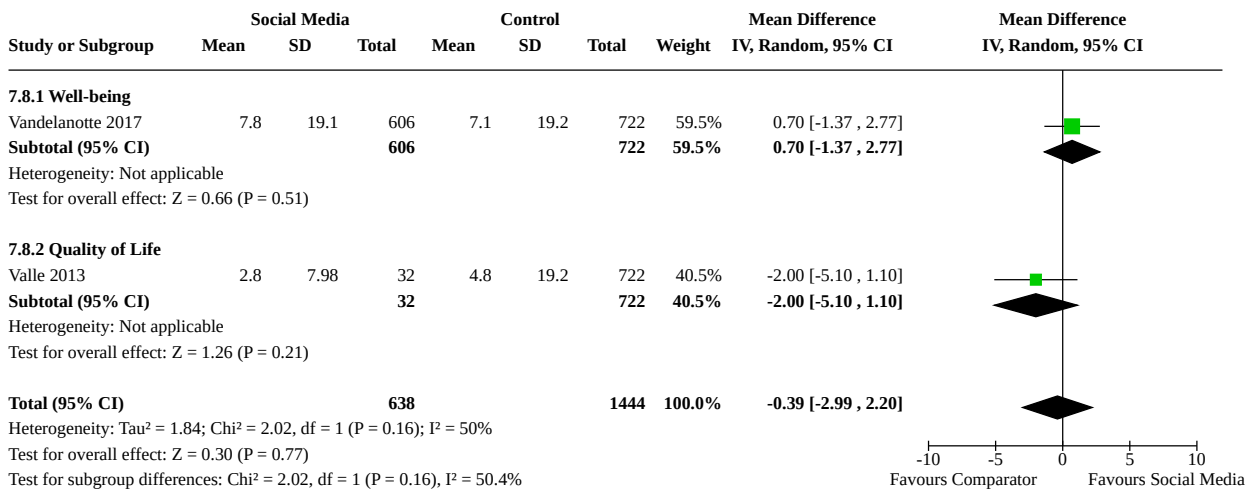 Social Media Control Mean Difference Mean Difference
Study or Subgroup Mean SD Total Mean SD Total Weight IV, Random, 95% CI IV, Random, 95% CI
7.8.1 Well-being
Vandelanotte 2017 7.8 19.1 606 7.1 19.2 722 59.5% 0.70 [-1.37 , 2.77]
Subtotal (95% CI) 606 722 59.5% 0.70 [-1.37 , 2.77]
Heterogeneity: Not applicable
Test for overall effect: Z = 0.66 (P = 0.51)
7.8.2 Quality of Life
Valle 2013 2.8 7.98 32 4.8 19.2 722 40.5% -2.00 [-5.10 , 1.10]
Subtotal (95% CI) 32 722 40.5% -2.00 [-5.10 , 1.10]
Heterogeneity: Not applicable
Test for overall effect: Z = 1.26 (P = 0.21)
Total (95% CI) 638 1444 100.0% -0.39 [-2.99 , 2.20]
Heterogeneity: Tau² = 1.84; Chi² = 2.02, df = 1 (P = 0.16); I² = 50%
Test for overall effect: Z = 0.30 (P = 0.77)
-10 -5 0 5 10
Test for subgroup differences: Chi² = 2.02, df = 1 (P = 0.16), I² = 50.4%
Favours Comparator Favours Social Media